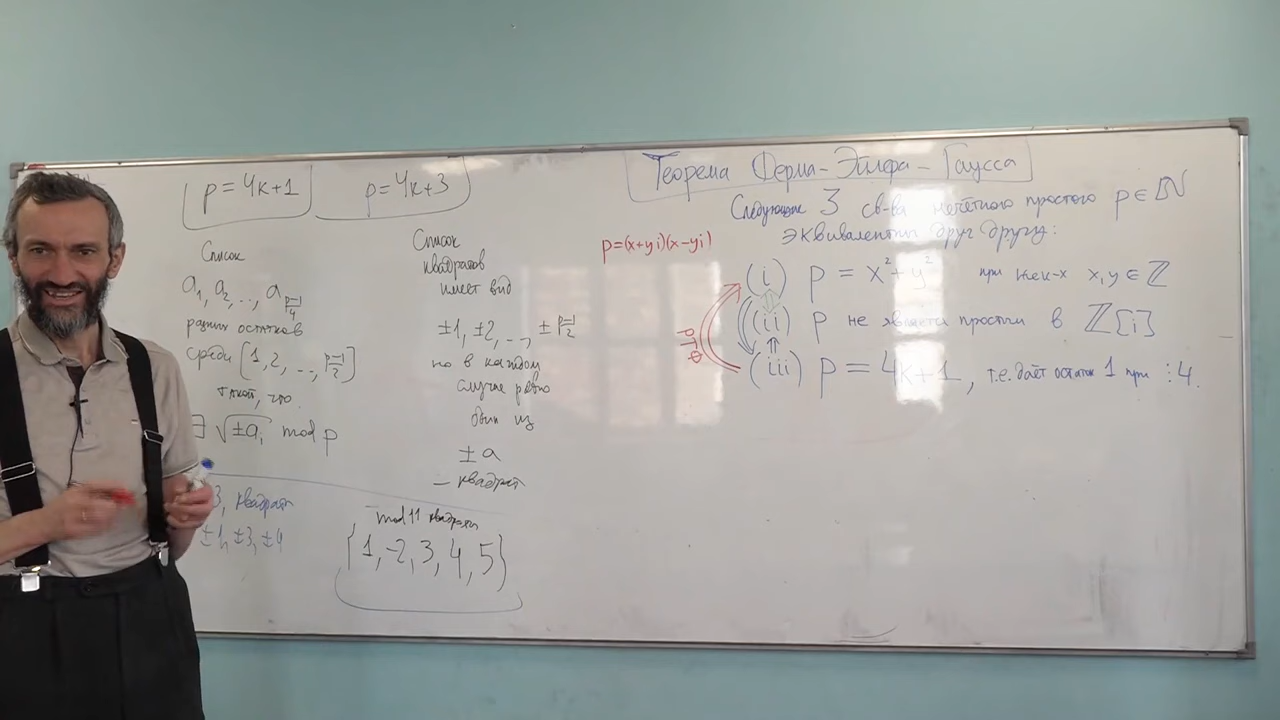 p = 4k+1
p = 4k+3
Список
a₁, a₂, .., a_{(p-1)/4}
разных остатков
среди [1, 2, .., (p-1)/2]
такой, что
∃ √±aᵢ mod p
3, квадраты
±1, ±3, ±4
Список
квадратов
имеет вид
±1, ±2, .., ± (p-1)/2
но в каждом
случае ровно
один из
± a
– квадрат
mod 11 квадраты
{1, -2, 3, 4, 5}
Теорема Ферма-Эйлера-Гаусса
Следующие 3 св-ва нечётного простого p ∈ ℕ
эквивалентны друг другу:
p=(x+yi)(x-yi)
(i) p = x²+y² при нек-х x,y ∈ ℤ
(ii) p не является простым в ℤ[i]
(iii) p = 4k+1, т.е. даёт остаток 1 при :4.